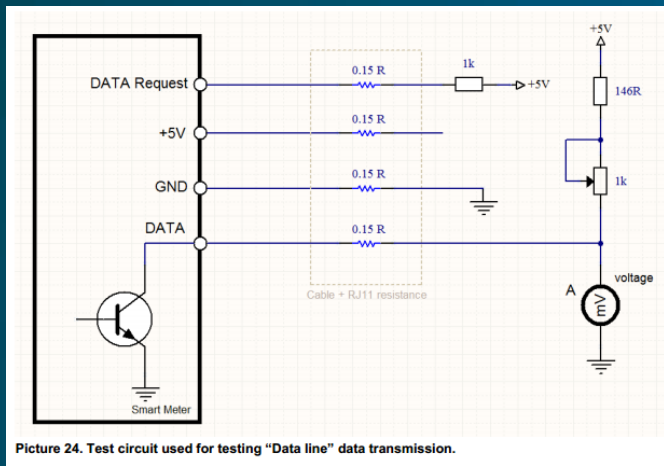 +5V
DATA Request
0.15 R
1k
+5V
146R
+5V
0.15 R
GND
0.15 R
1k
DATA
0.15 R
Cable + RJ11 resistance
A
mV
voltage
Smart Meter
Picture 24. Test circuit used for testing “Data line” data transmission.